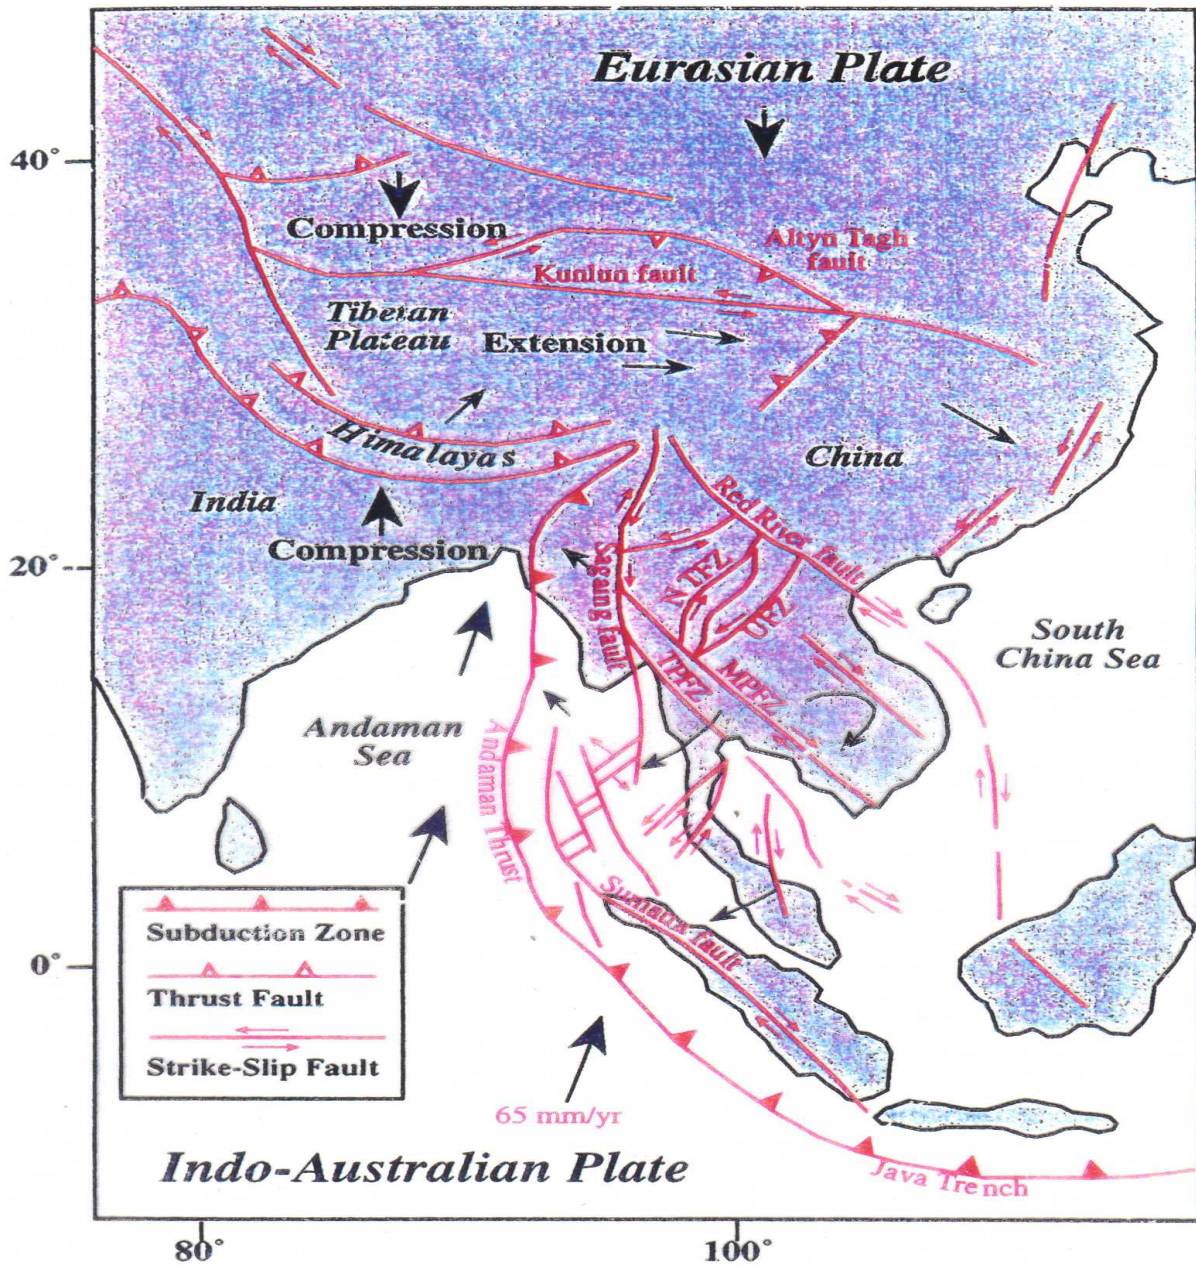 Eurasian Plate
40°
Compression
Altyn Tagh
fault
Kunlun fault
Tibetan
Plateau
Extension
Himalayas
China
India
Red River fault
Compression
20°
Sagaing fault
N.TFZ
UFZ
TPFZ
MPFZ
South
China Sea
Andaman
Sea
Andaman Thrust
Subduction Zone
Sumatra fault
0°
Thrust Fault
Strike-Slip Fault
65 mm/yr
Indo-Australian Plate
Java Trench
80°
100°